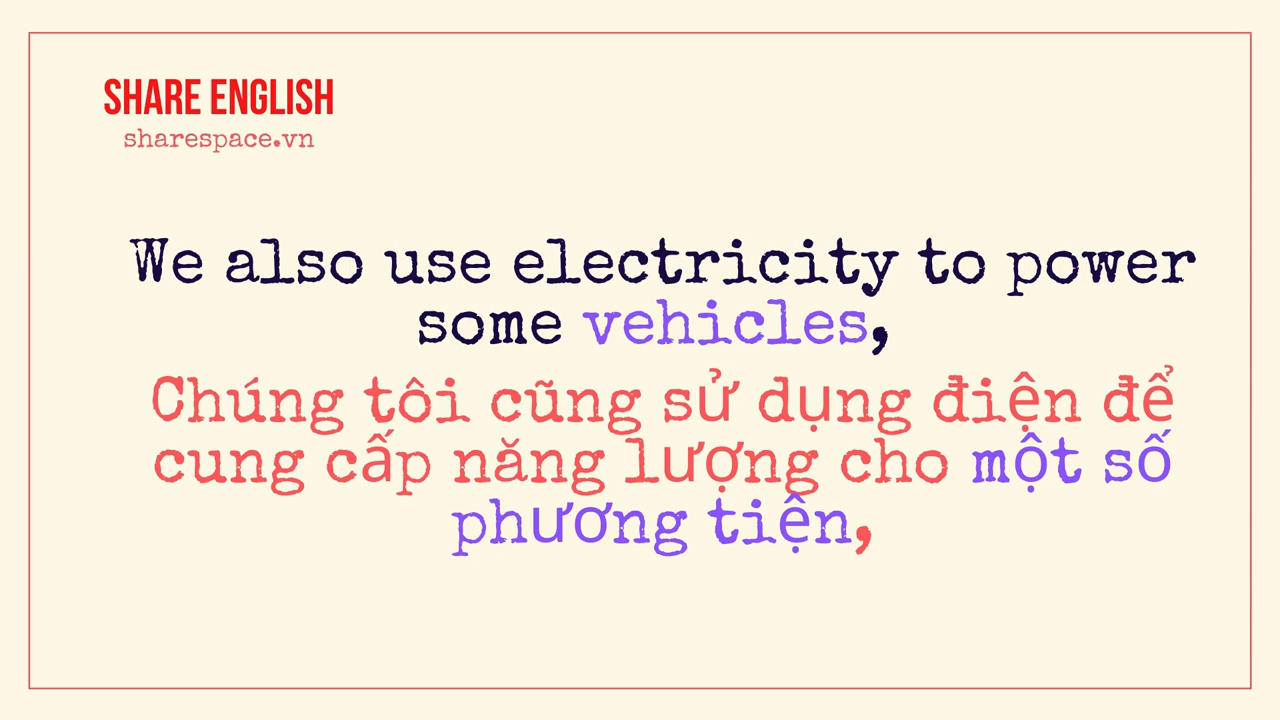 SHARE ENGLISH
sharespace.vn
We also use electricity to power
some vehicles,
Chúng tôi cũng sử dụng điện để
cung cấp năng lượng cho một số
phương tiện,